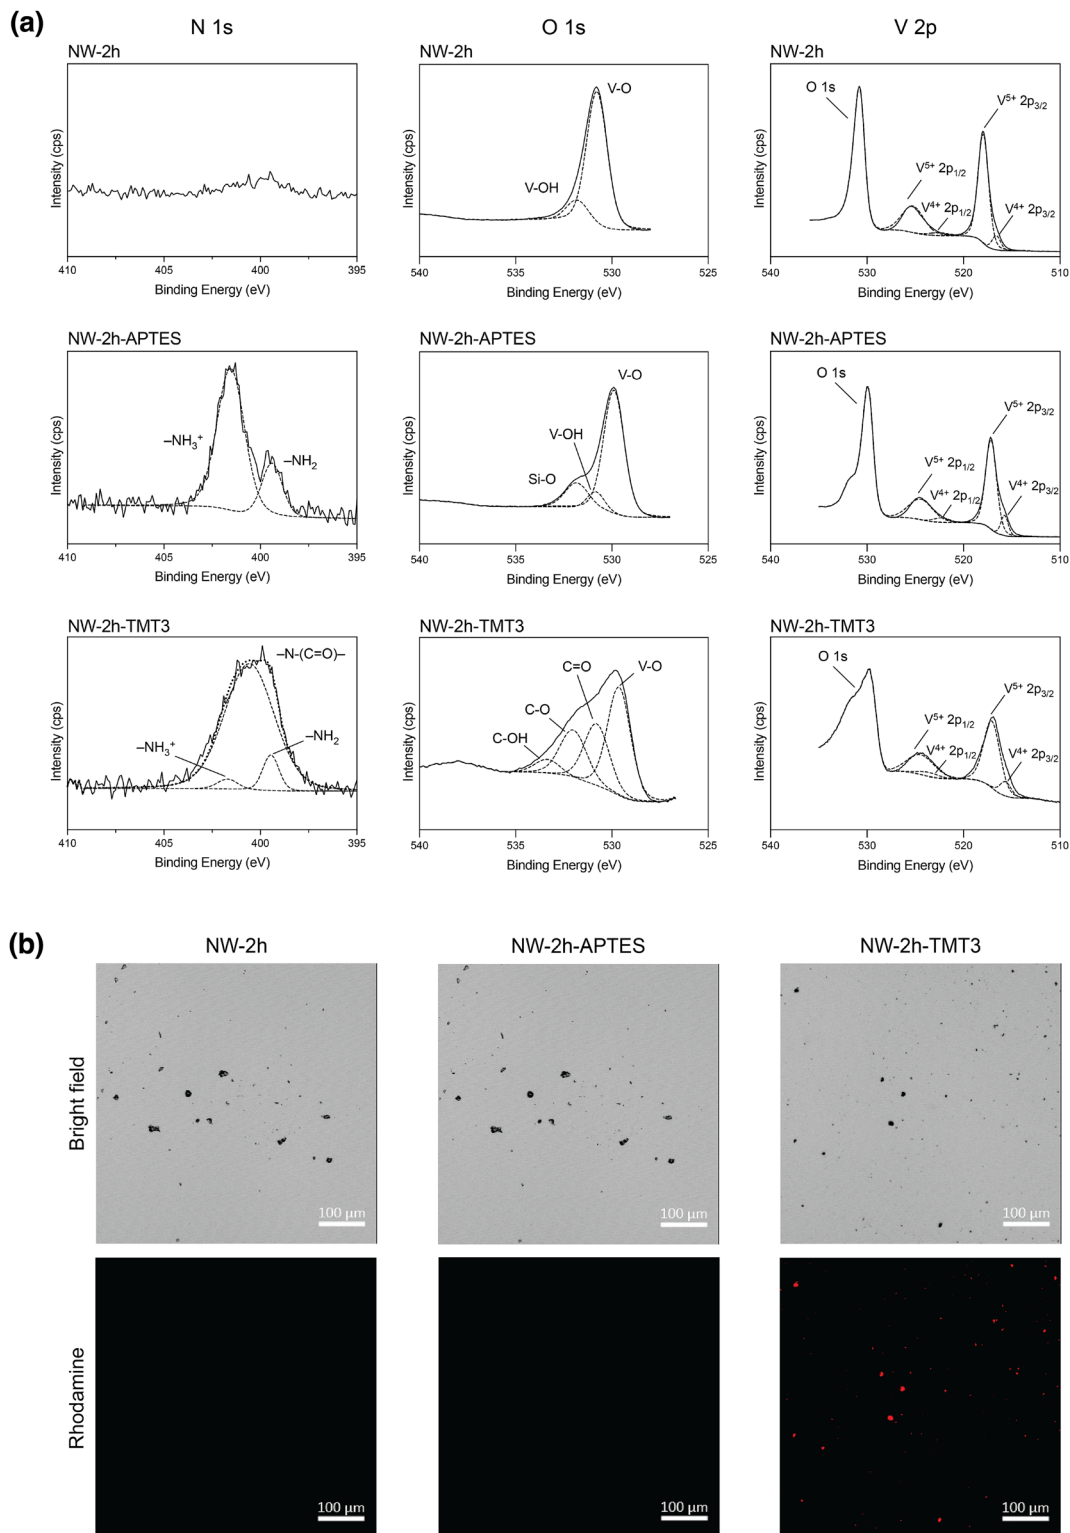 (a)
N 1s
O 1s
V 2p
NW-2h
NW-2h
NW-2h
Intensity (cps)
410
405
400
395
Binding Energy (eV)
Intensity (cps)
V-O
V-OH
540
535
530
525
Binding Energy (eV)
Intensity (cps)
O 1s
V⁵⁺ 2p₃/₂
V⁵⁺ 2p₁/₂
V⁴⁺ 2p₁/₂
V⁴⁺ 2p₃/₂
540
530
520
510
Binding Energy (eV)
NW-2h-APTES
NW-2h-APTES
NW-2h-APTES
Intensity (cps)
–NH₃⁺
–NH₂
410
405
400
395
Binding Energy (eV)
Intensity (cps)
V-O
V-OH
Si-O
540
535
530
525
Binding Energy (eV)
Intensity (cps)
O 1s
V⁵⁺ 2p₃/₂
V⁵⁺ 2p₁/₂
V⁴⁺ 2p₁/₂
V⁴⁺ 2p₃/₂
540
530
520
510
Binding Energy (eV)
NW-2h-TMT3
NW-2h-TMT3
NW-2h-TMT3
Intensity (cps)
–N-(C=O)–
–NH₃⁺
–NH₂
410
405
400
395
Binding Energy (eV)
Intensity (cps)
C=O
V-O
C-O
C-OH
540
535
530
525
Binding Energy (eV)
Intensity (cps)
O 1s
V⁵⁺ 2p₃/₂
V⁵⁺ 2p₁/₂
V⁴⁺ 2p₁/₂
V⁴⁺ 2p₃/₂
540
530
520
510
Binding Energy (eV)
(b)
NW-2h
NW-2h-APTES
NW-2h-TMT3
Bright field
100 µm
100 µm
100 µm
Rhodamine
100 µm
100 µm
100 µm